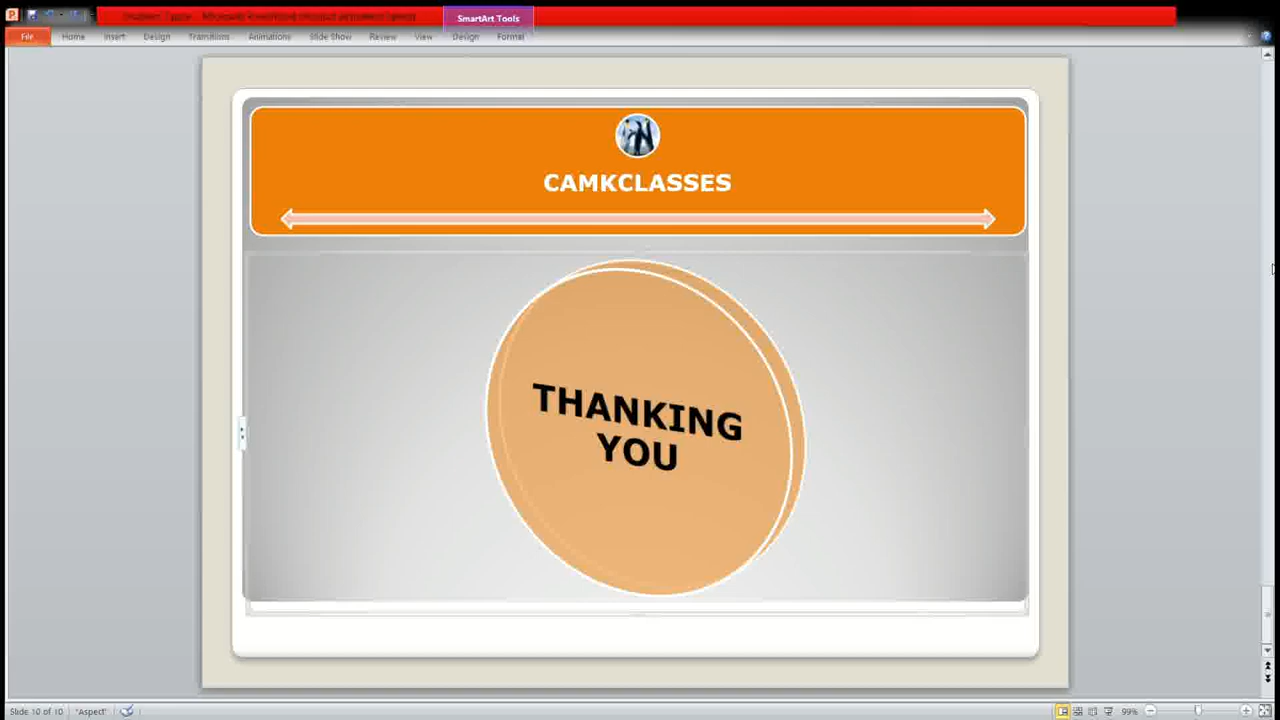 SmartArt Tools
File Home Insert Design Transitions Animations Slide Show Review View Design Format
CAMKCLASSES
THANKING
YOU
Slide 10 of 10 "Aspect" 99%